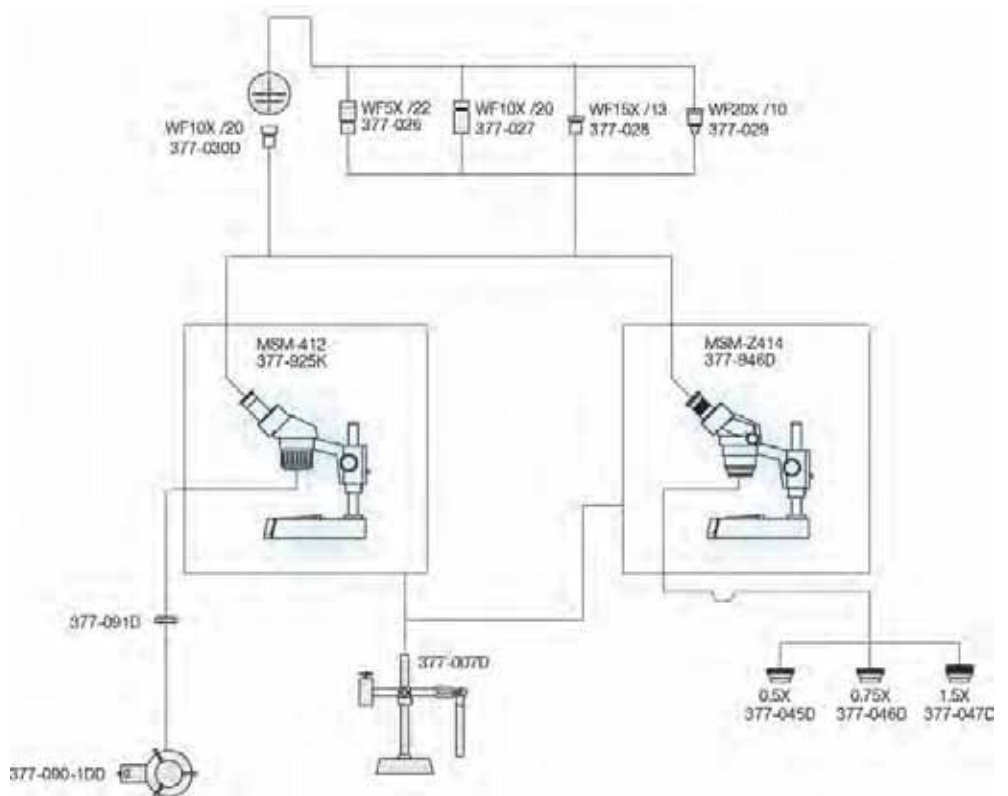 WF5X /22
377-026
WF10X /20
377-027
WF15X /13
377-028
WF20X /10
377-029
WF10X /20
377-030D
MSM-412
377-925K
MSM-Z414
377-946D
377-091D
377-007D
0.5X
377-045D
0.75X
377-046D
1.5X
377-047D
377-090-1DD